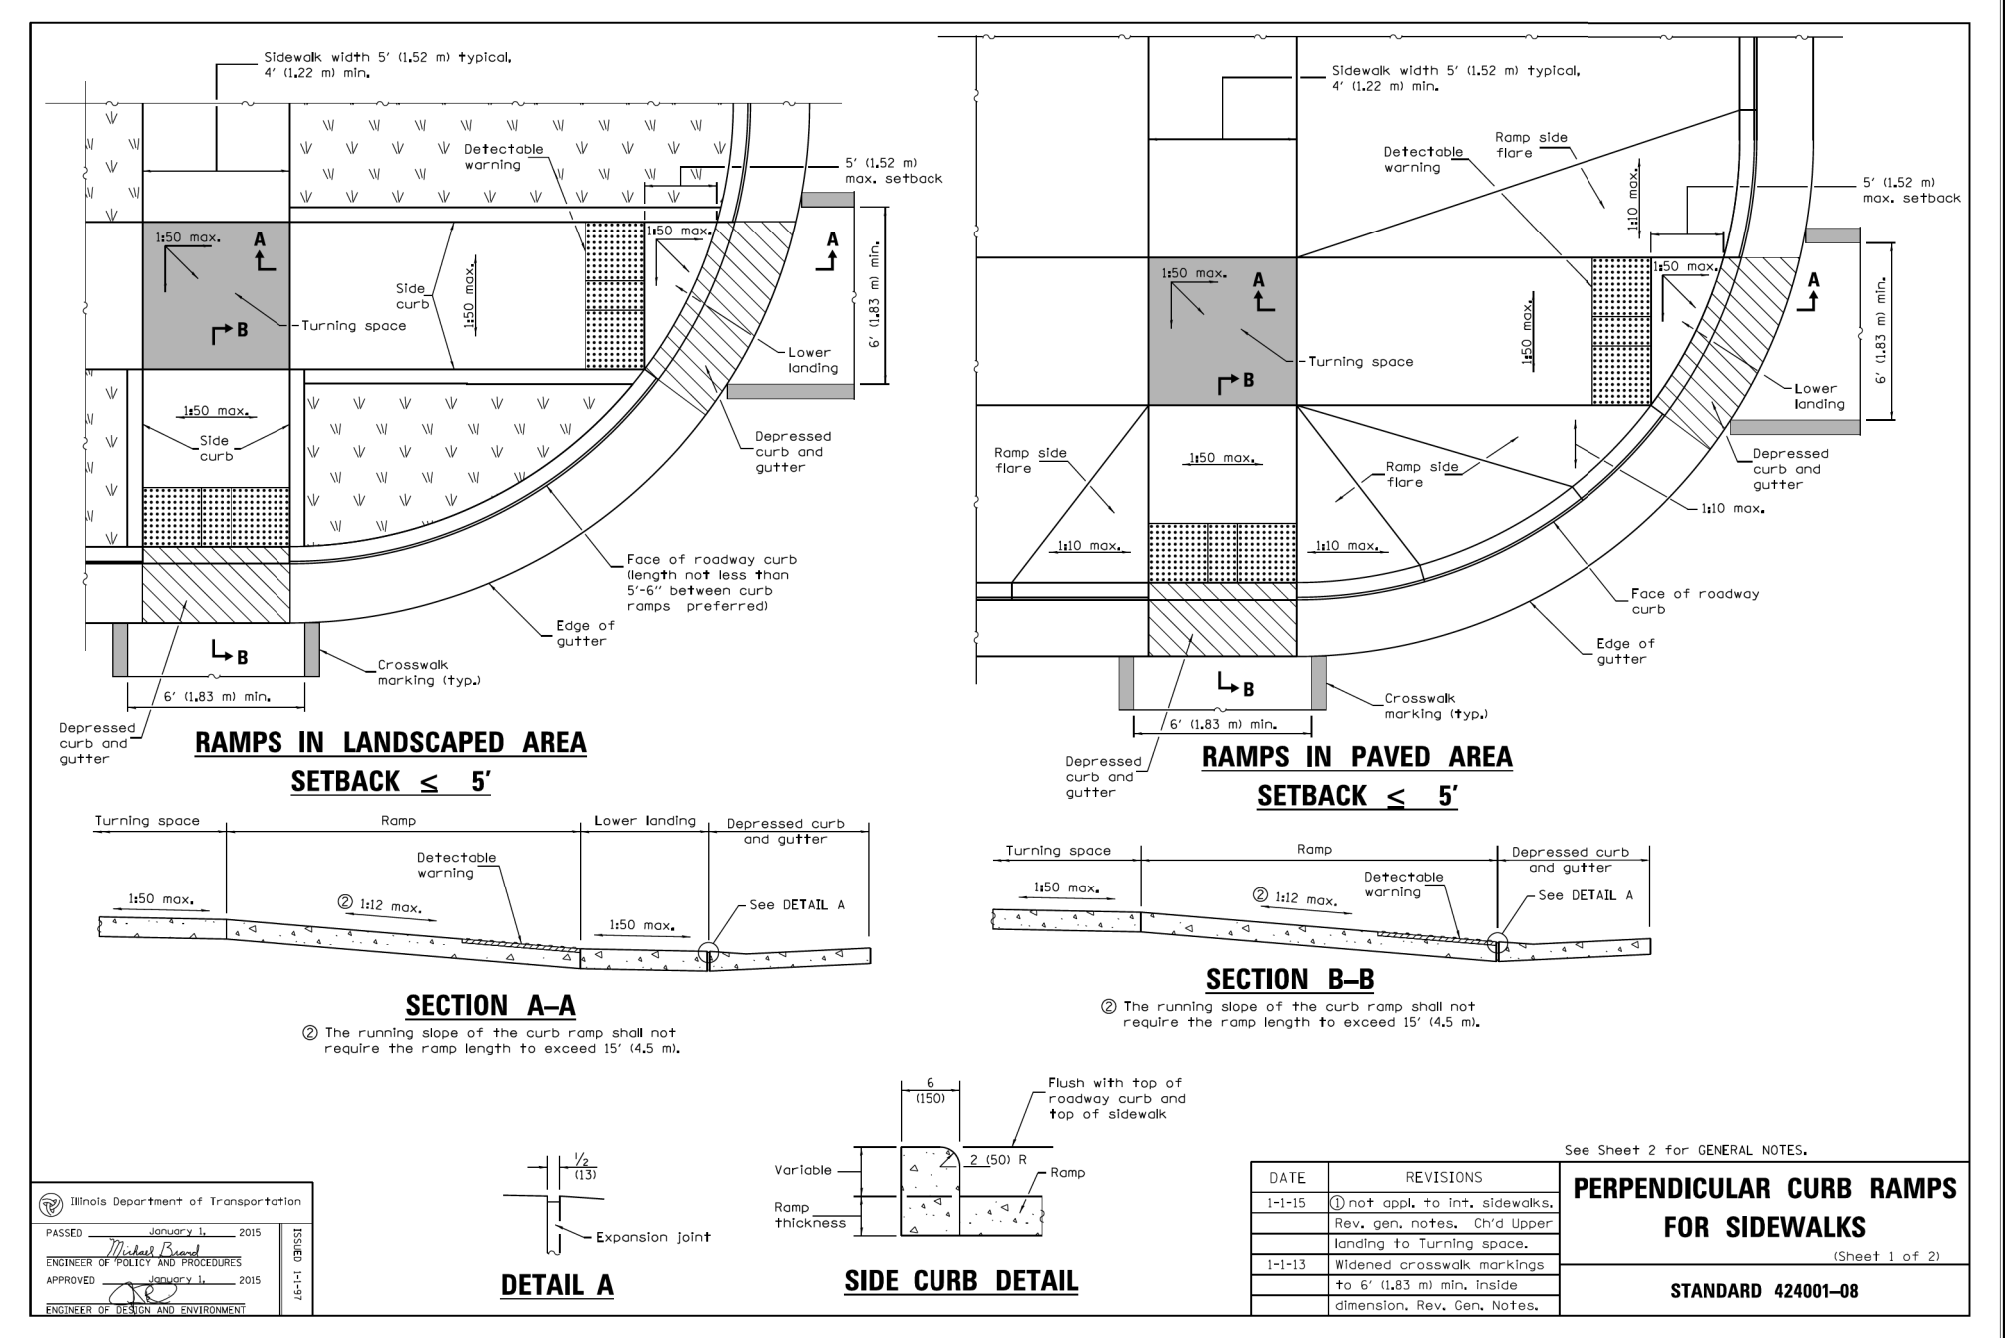 Sidewalk width 5' (1.52 m) typical,
4' (1.22 m) min.
Detectable
warning
5' (1.52 m)
max. setback
1:50 max.
A
1:50 max.
A
Side
curb
1:50 max.
6' (1.83 m) min.
B
Turning space
Lower
landing
1:50 max.
Side
curb
Depressed
curb and
gutter
Face of roadway curb
(length not less than
5'-6" between curb
ramps preferred)
Edge of
gutter
B
Crosswalk
marking (typ.)
6' (1.83 m) min.
Depressed
curb and
gutter
RAMPS IN LANDSCAPED AREA
SETBACK ≤ 5'
Sidewalk width 5' (1.52 m) typical,
4' (1.22 m) min.
Detectable
warning
Ramp side
flare
1:10 max.
5' (1.52 m)
max. setback
1:50 max.
A
1:50 max.
A
1:50 max.
6' (1.83 m) min.
Turning space
B
Lower
landing
Ramp side
flare
1:50 max.
Ramp side
flare
Depressed
curb and
gutter
1:10 max.
1:10 max.
1:10 max.
Face of roadway
curb
Edge of
gutter
B
Crosswalk
marking (typ.)
6' (1.83 m) min.
Depressed
curb and
gutter
RAMPS IN PAVED AREA
SETBACK ≤ 5'
Turning space
Ramp
Lower landing
Depressed curb
and gutter
Detectable
warning
1:50 max.
② 1:12 max.
1:50 max.
See DETAIL A
SECTION A–A
② The running slope of the curb ramp shall not
require the ramp length to exceed 15' (4.5 m).
Turning space
Ramp
Depressed curb
and gutter
Detectable
warning
1:50 max.
② 1:12 max.
See DETAIL A
SECTION B–B
② The running slope of the curb ramp shall not
require the ramp length to exceed 15' (4.5 m).
1/2
(13)
Expansion joint
DETAIL A
6
(150)
Flush with top of
roadway curb and
top of sidewalk
Variable
2 (50) R
Ramp
Ramp
thickness
SIDE CURB DETAIL
Illinois Department of Transportation
PASSED January 1, 2015
Michael Brand
ENGINEER OF POLICY AND PROCEDURES
APPROVED January 1, 2015
ENGINEER OF DESIGN AND ENVIRONMENT
ISSUED 1-1-97
See Sheet 2 for GENERAL NOTES.
DATE REVISIONS
1-1-15 ① not appl. to int. sidewalks.
Rev. gen. notes. Ch'd Upper
landing to Turning space.
1-1-13 Widened crosswalk markings
to 6' (1.83 m) min. inside
dimension. Rev. Gen. Notes.
PERPENDICULAR CURB RAMPS
FOR SIDEWALKS
(Sheet 1 of 2)
STANDARD 424001–08